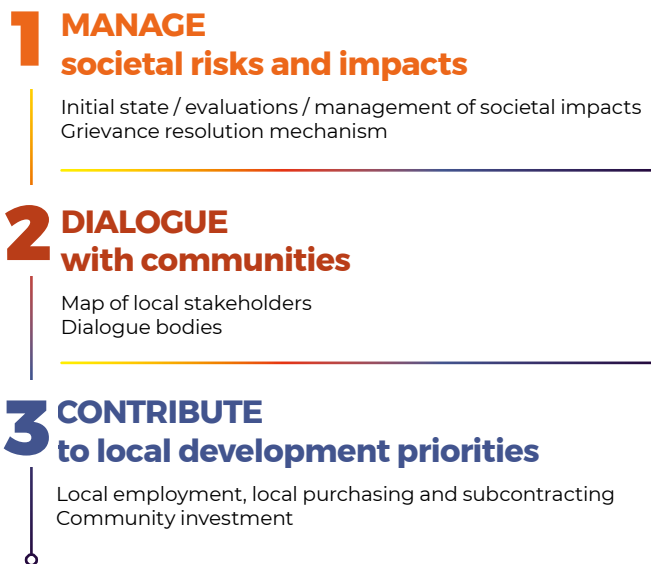 1 MANAGE
societal risks and impacts
Initial state / evaluations / management of societal impacts
Grievance resolution mechanism
2 DIALOGUE
with communities
Map of local stakeholders
Dialogue bodies
3 CONTRIBUTE
to local development priorities
Local employment, local purchasing and subcontracting
Community investment